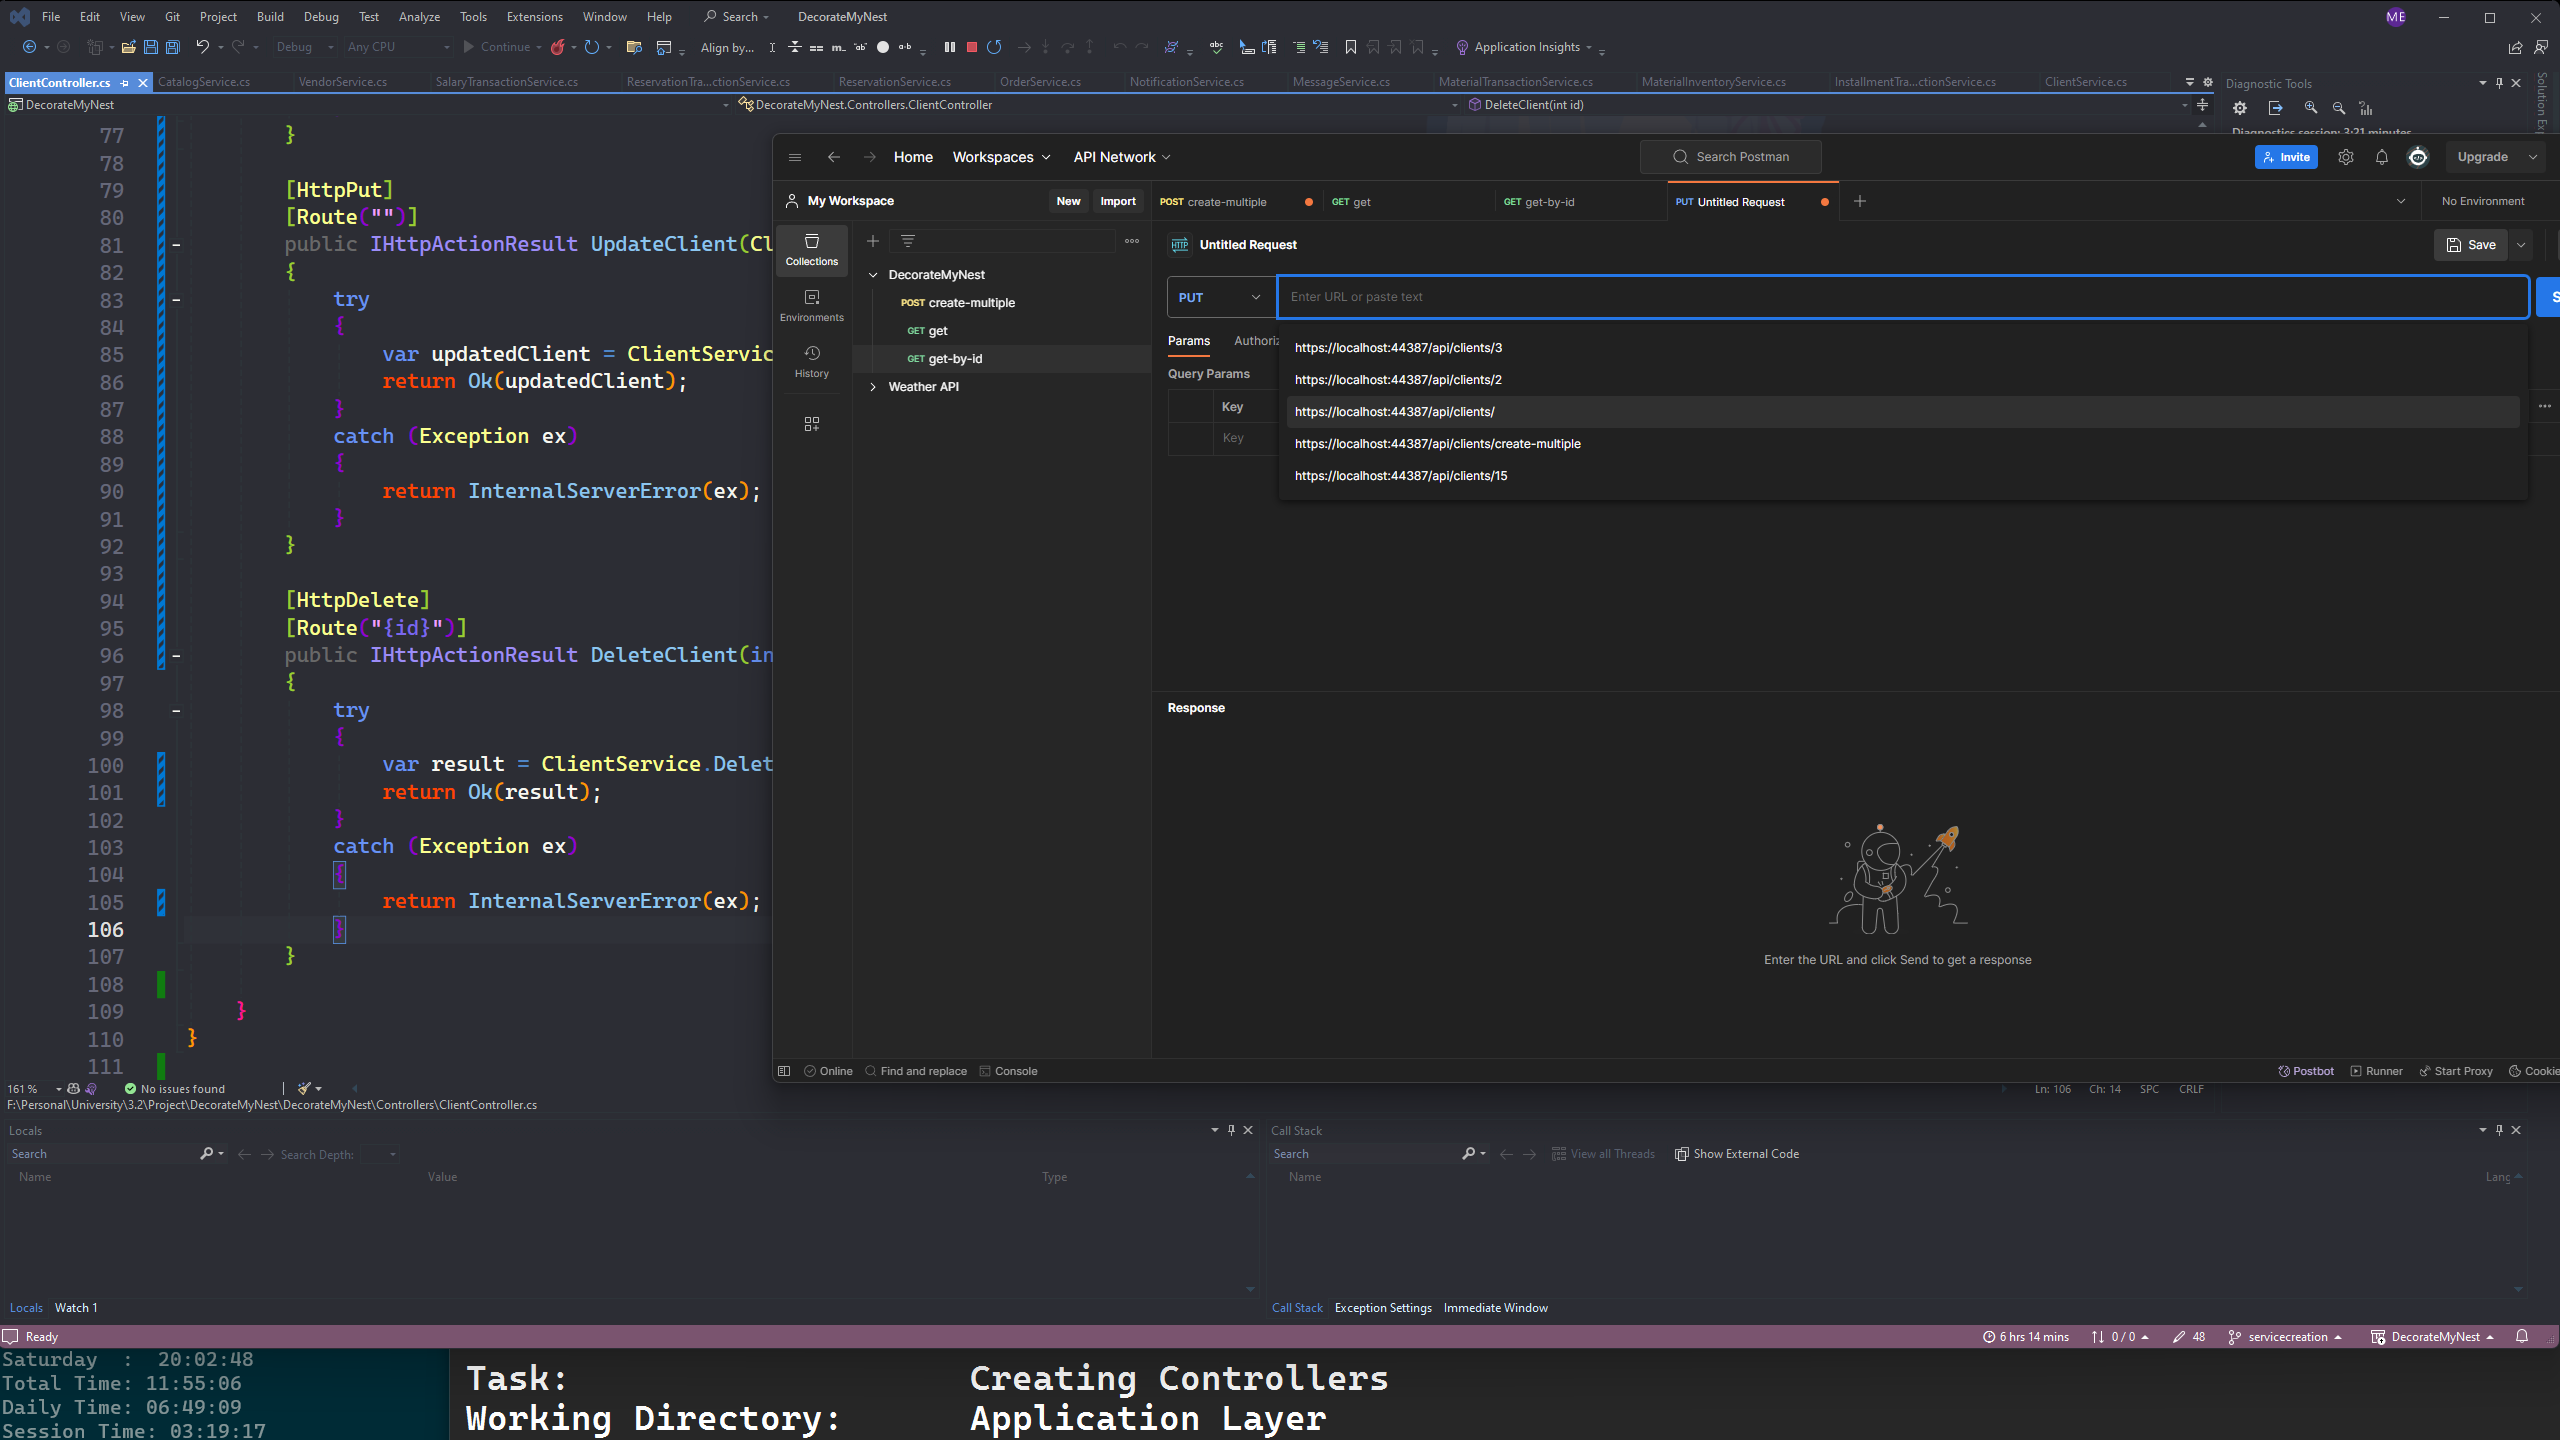 File Edit View Git Project Build Debug Test Analyze Tools Extensions Window Help Search DecorateMyNest ME
Debug Any CPU Continue Align by... Application Insights
ClientController.cs CatalogService.cs VendorService.cs SalaryTransactionService.cs ReservationTra...ctionService.cs ReservationService.cs OrderService.cs NotificationService.cs MessageService.cs MaterialTransactionService.cs MaterialInventoryService.cs InstallmentTra...ctionService.cs ClientService.cs
Diagnostic Tools
DecorateMyNest DecorateMyNest.Controllers.ClientController DeleteClient(int id)
Diagnostics session: 3:21 minutes
Solution Exp
77 }
78
79 [HttpPut]
80 [Route("")]
81 public IHttpActionResult UpdateClient(Cl
82 {
83 try
84 {
85 var updatedClient = ClientServic
86 return Ok(updatedClient);
87 }
88 catch (Exception ex)
89 {
90 return InternalServerError(ex);
91 }
92 }
93
94 [HttpDelete]
95 [Route("{id}")]
96 public IHttpActionResult DeleteClient(in
97 {
98 try
99 {
100 var result = ClientService.Delet
101 return Ok(result);
102 }
103 catch (Exception ex)
104 {
105 return InternalServerError(ex);
106 }
107 }
108
109 }
110 }
111
Home Workspaces API Network Search Postman Invite Upgrade
My Workspace New Import POST create-multiple GET get GET get-by-id PUT Untitled Request No Environment
Collections
Environments
History
DecorateMyNest
POST create-multiple
GET get
GET get-by-id
Weather API
HTTP Untitled Request Save
PUT Enter URL or paste text S
https://localhost:44387/api/clients/3
https://localhost:44387/api/clients/2
https://localhost:44387/api/clients/
https://localhost:44387/api/clients/create-multiple
https://localhost:44387/api/clients/15
Params Authoriz
Query Params
Key
Key
Response
Enter the URL and click Send to get a response
Online Find and replace Console Postbot Runner Start Proxy Cookie
161 % No issues found Ln: 106 Ch: 14 SPC CRLF
F:\Personal\University\3.2\Project\DecorateMyNest\DecorateMyNest\Controllers\ClientController.cs
Locals
Search Search Depth:
Name Value Type
Locals Watch 1
Call Stack
Search View all Threads Show External Code
Name Lang
Call Stack Exception Settings Immediate Window
Ready 6 hrs 14 mins 0 / 0 48 servicecreation DecorateMyNest
Saturday : 20:02:48
Total Time: 11:55:06
Daily Time: 06:49:09
Session Time: 03:19:17
Task: Creating Controllers
Working Directory: Application Layer